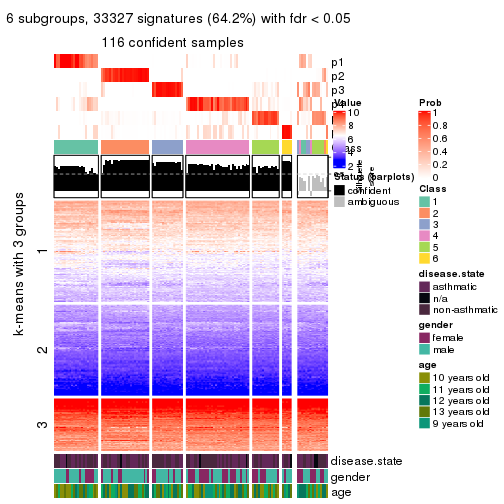 6 subgroups, 33327 signatures (64.2%) with fdr < 0.05
116 confident samples
p1
p2
p3
Class
k-means with 3 groups
1
2
3
disease.state
gender
age
Value
10
8
6
4
2
Status (barplots)
confident
ambiguous
Prob
1
0.8
0.6
0.4
0.2
0
Class
1
2
3
4
5
6
disease.state
asthmatic
n/a
non-asthmatic
gender
female
male
age
10 years old
11 years old
12 years old
13 years old
9 years old